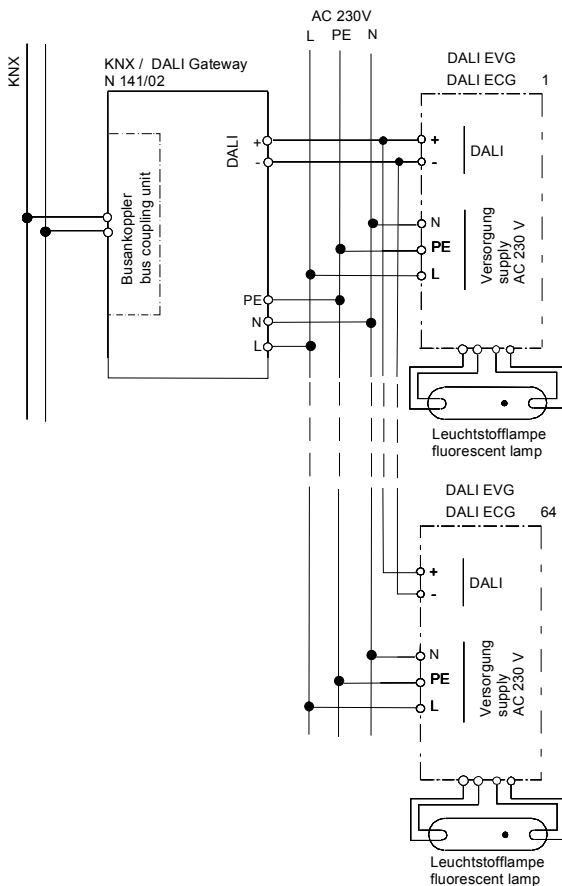 AC 230V
L PE N
KNX
KNX / DALI Gateway
N 141/02
Busankoppler
bus coupling unit
DALI
+
-
PE
N
L
DALI EVG
DALI ECG 1
+
-
DALI
N
PE
L
Versorgung
supply
AC 230 V
Leuchtstofflampe
fluorescent lamp
DALI EVG
DALI ECG 64
+
-
DALI
N
PE
L
Versorgung
supply
AC 230 V
Leuchtstofflampe
fluorescent lamp